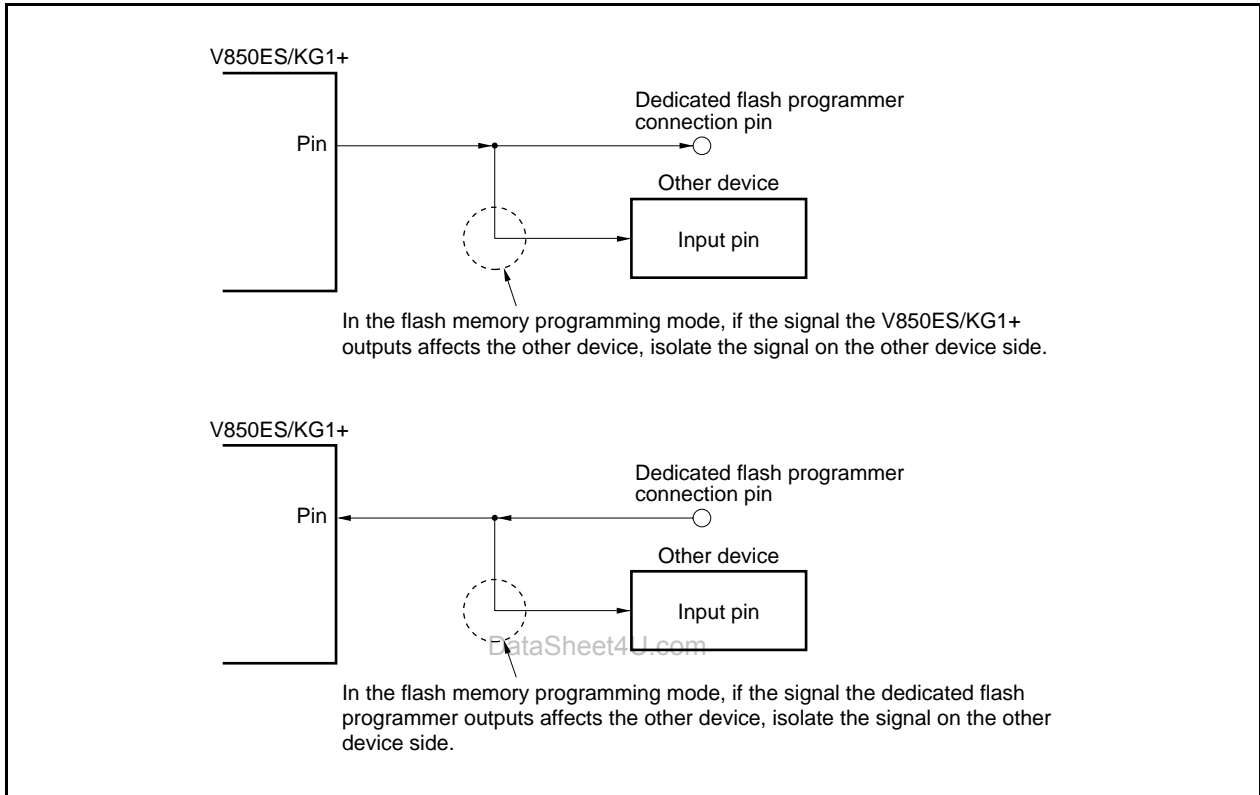 V850ES/KG1+
Dedicated flash programmer
connection pin
Pin
Other device
Input pin
In the flash memory programming mode, if the signal the V850ES/KG1+
outputs affects the other device, isolate the signal on the other device side.
V850ES/KG1+
Dedicated flash programmer
connection pin
Pin
Other device
Input pin
DataSheet4U.com
In the flash memory programming mode, if the signal the dedicated flash
programmer outputs affects the other device, isolate the signal on the other
device side.